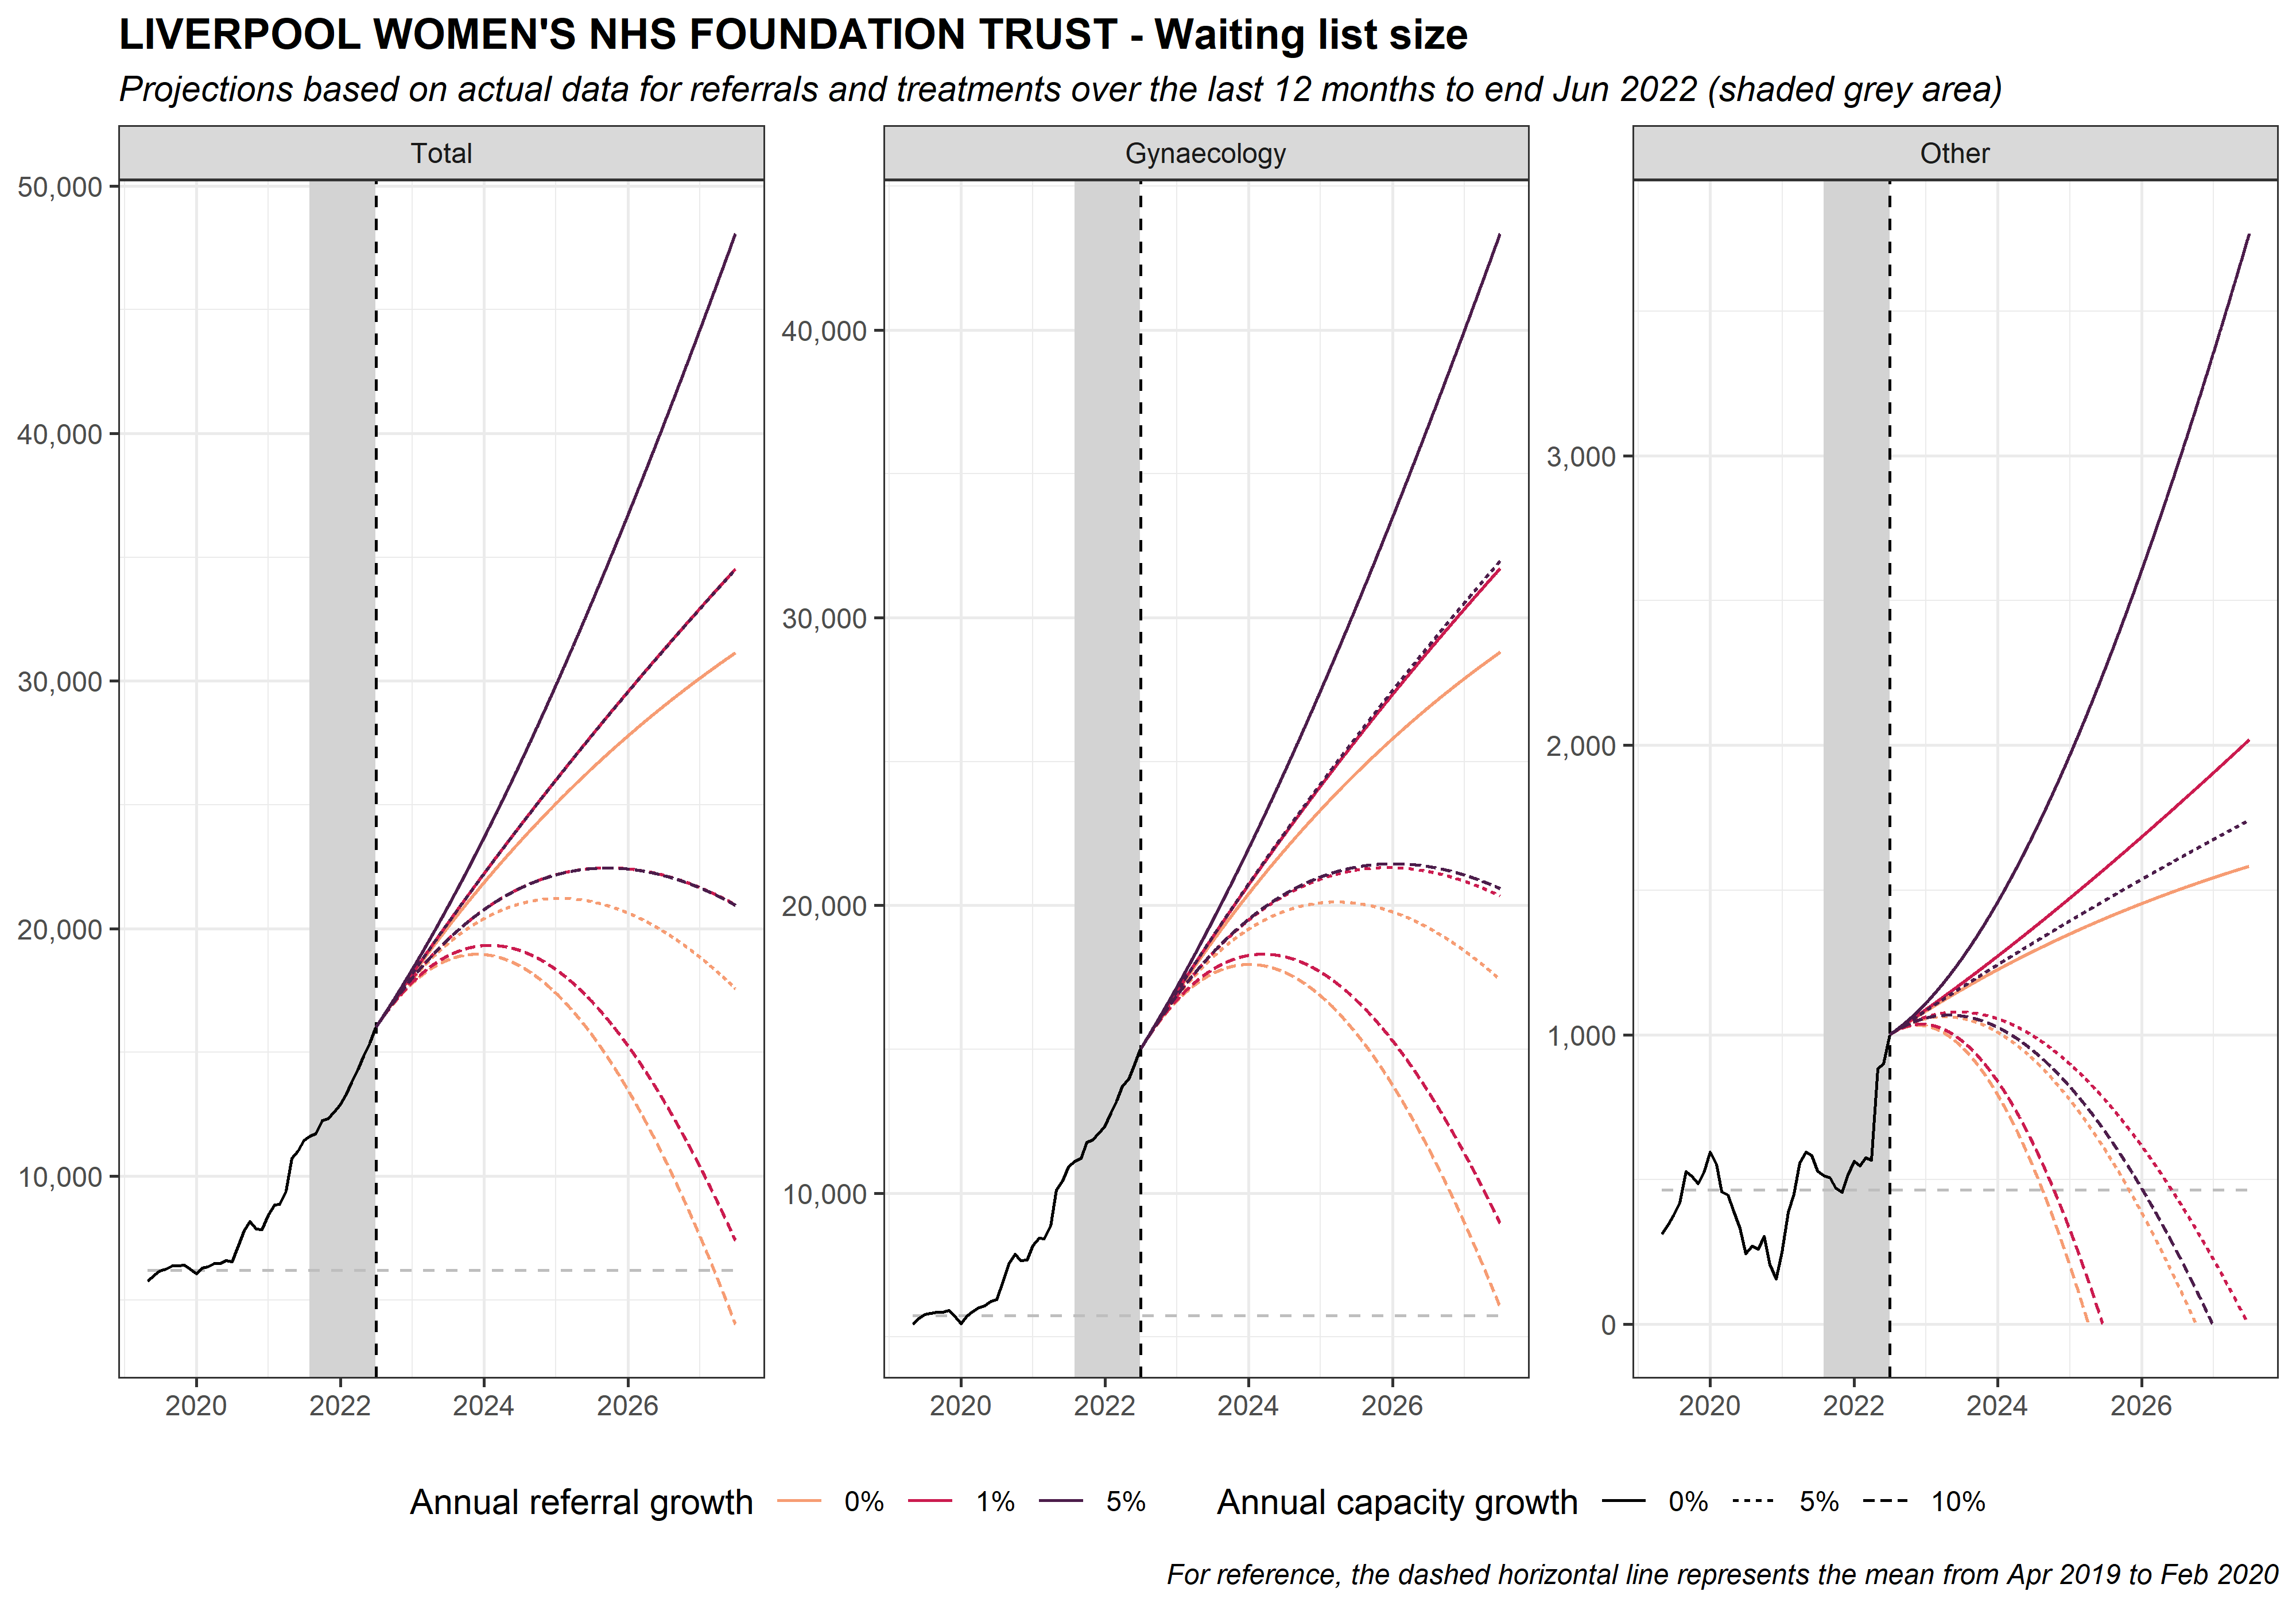 LIVERPOOL WOMEN'S NHS FOUNDATION TRUST - Waiting list size
Projections based on actual data for referrals and treatments over the last 12 months to end Jun 2022 (shaded grey area)
Total
50,000
40,000
30,000
20,000
10,000
2020 2022 2024 2026
Gynaecology
40,000
30,000
20,000
10,000
2020 2022 2024 2026
Other
3,000
2,000
1,000
0
2020 2022 2024 2026
Annual referral growth 0% 1% 5% Annual capacity growth 0% 5% 10%
For reference, the dashed horizontal line represents the mean from Apr 2019 to Feb 2020